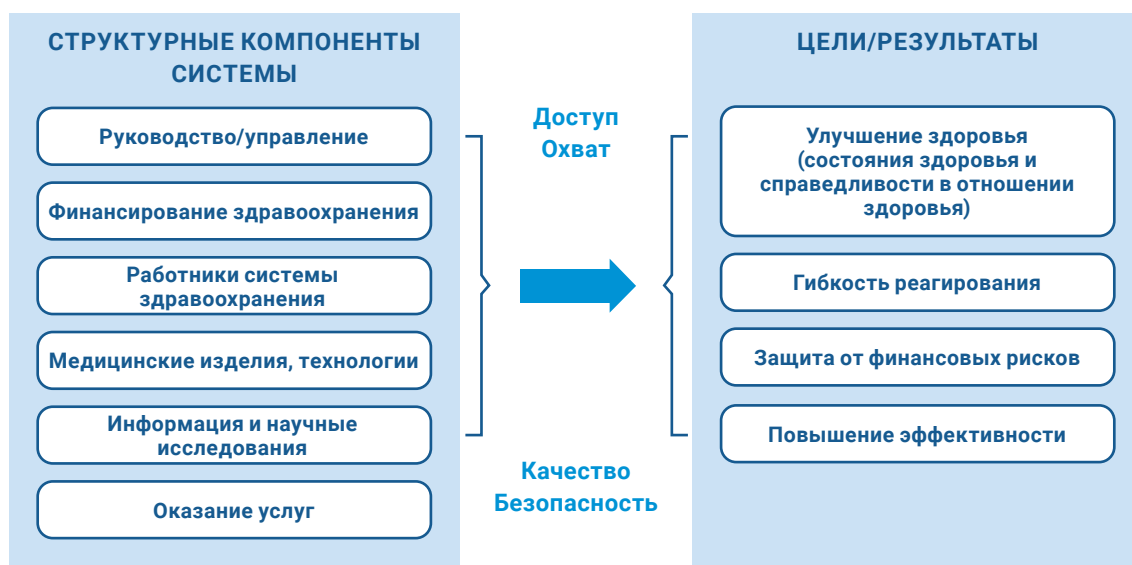 СТРУКТУРНЫЕ КОМПОНЕНТЫ
СИСТЕМЫ
Руководство/управление
Финансирование здравоохранения
Работники системы
здравоохранения
Медицинские изделия, технологии
Информация и научные
исследования
Оказание услуг
Доступ
Охват
Качество
Безопасность
ЦЕЛИ/РЕЗУЛЬТАТЫ
Улучшение здоровья
(состояния здоровья и
справедливости в отношении
здоровья)
Гибкость реагирования
Защита от финансовых рисков
Повышение эффективности